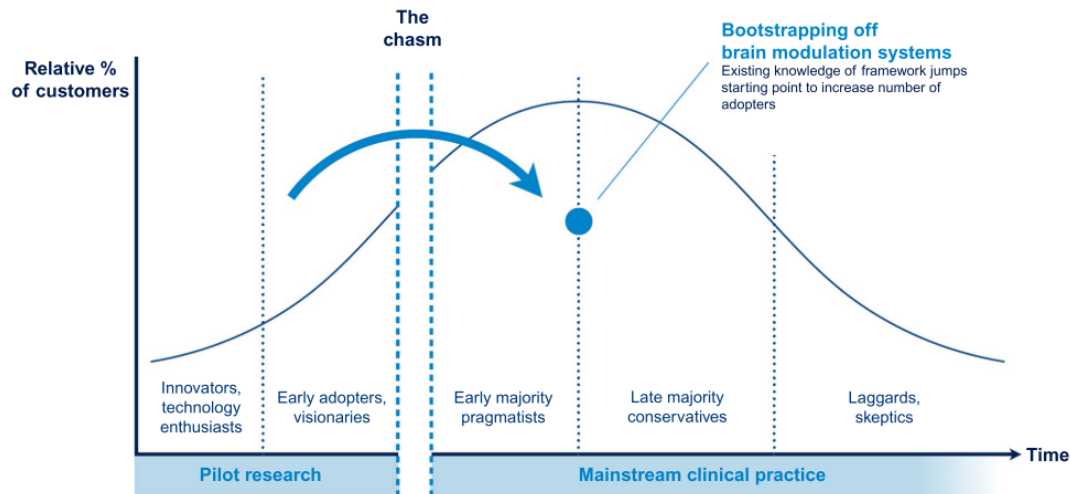 The
chasm
Bootstrapping off
brain modulation systems
Existing knowledge of framework jumps
starting point to increase number of
adopters
Relative %
of customers
Innovators,
technology
enthusiasts
Early adopters,
visionaries
Early majority
pragmatists
Late majority
conservatives
Laggards,
skeptics
Time
Pilot research
Mainstream clinical practice